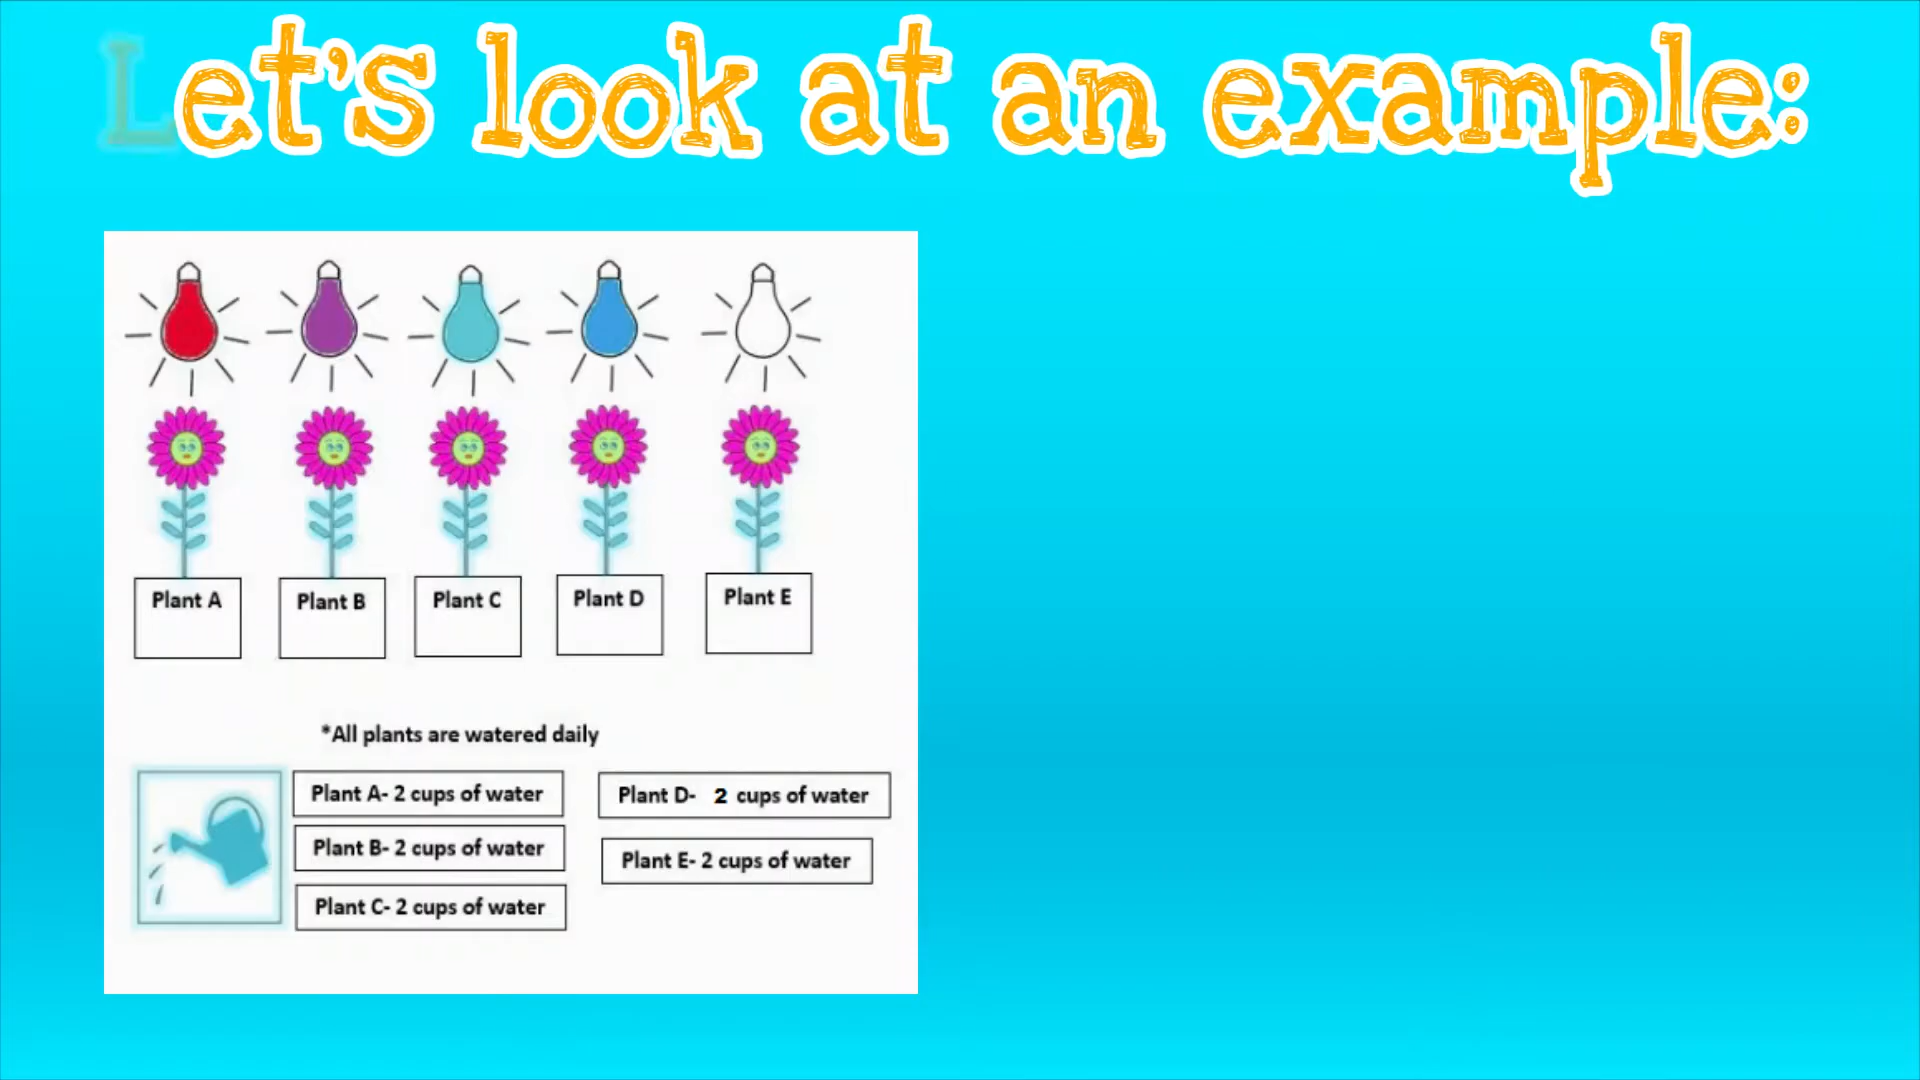 Let's look at an example:
Plant A
Plant B
Plant C
Plant D
Plant E
*All plants are watered daily
Plant A- 2 cups of water
Plant B- 2 cups of water
Plant C- 2 cups of water
Plant D- 2 cups of water
Plant E- 2 cups of water